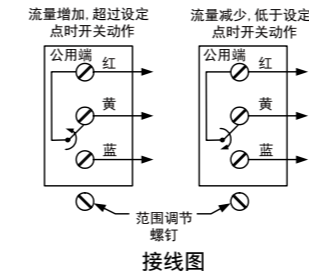 流量增加, 超过设定
点时开关动作
流量减少, 低于设定
点时开关动作
公用端
红
黄
蓝
公用端
红
黄
蓝
范围调节
螺钉
接线图